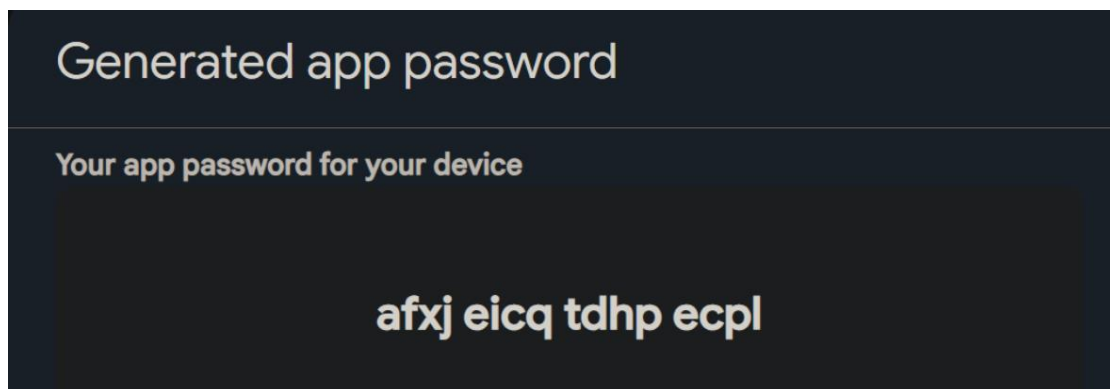 Generated app password
Your app password for your device
afxj eicq tdhp ecpl